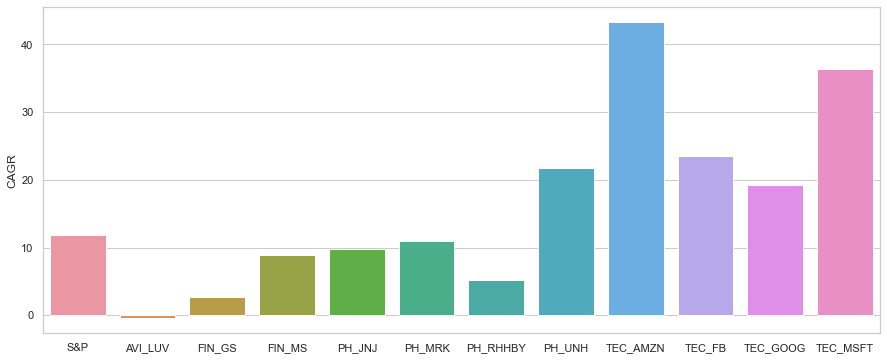 CAGR
40
30
20
10
0
S&P AVI_LUV FIN_GS FIN_MS PH_JNJ PH_MRK PH_RHHBY PH_UNH TEC_AMZN TEC_FB TEC_GOOG TEC_MSFT